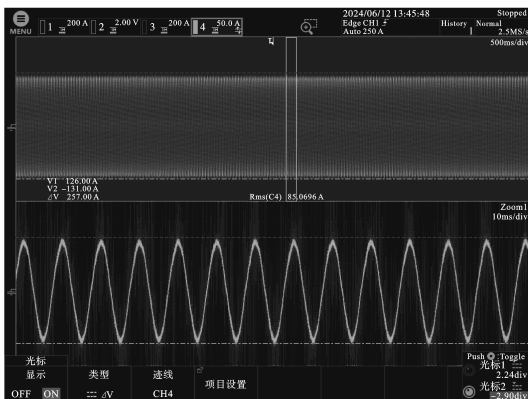 2024/06/12 13:45:48 Stopped
MENU 1 200 A 2 2.00 V 3 200 A 4 50.0 A Edge CH1 History Normal
Auto 250 A 1 2.5MS/s
500ms/div
V1 126.00 A
V2 -131.00 A
⊿V 257.00 A Rms(C4) 85.0696 A
Zoom1
10ms/div
Push :Toggle
光标 光标1
显示 类型 迹线 项目设置 2.24div
光标2
OFF ON ⊿V CH4 -2.90div